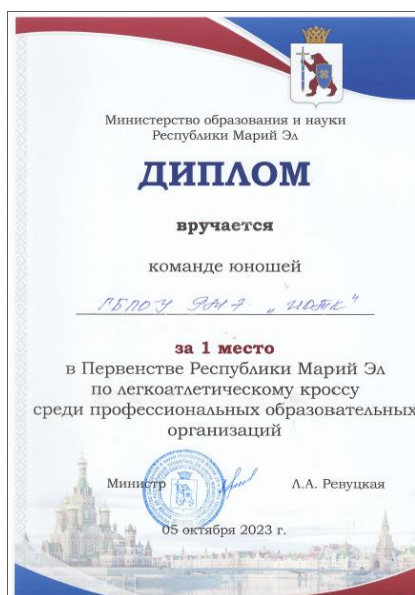 Министерство образования и науки
Республики Марий Эл
ДИПЛОМ
вручается
команде юношей
ГБПОУ РМЭ "ЙОТК"
за 1 место
в Первенстве Республики Марий Эл
по легкоатлетическому кроссу
среди профессиональных образовательных
организаций
Министр Л.А. Ревуцкая
05 октября 2023 г.